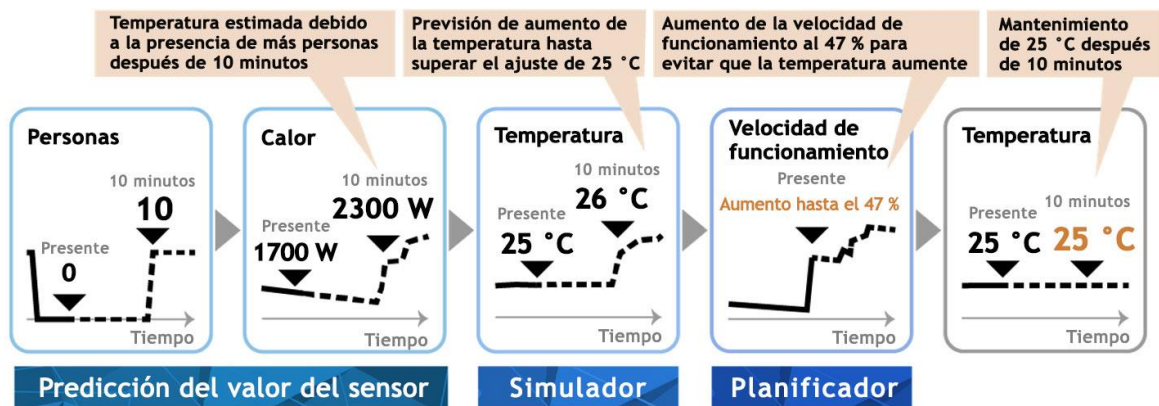 Temperatura estimada debido
a la presencia de más personas
después de 10 minutos
Previsión de aumento de
la temperatura hasta
superar el ajuste de 25 °C
Aumento de la velocidad de
funcionamiento al 47 % para
evitar que la temperatura aumente
Mantenimiento
de 25 °C después
de 10 minutos
Personas
10 minutos
10
Presente
0
Tiempo
Calor
10 minutos
2300 W
Presente
1700 W
Tiempo
Temperatura
10 minutos
26 °C
Presente
25 °C
Tiempo
Velocidad de
funcionamiento
Presente
Aumento hasta el 47 %
Tiempo
Temperatura
10 minutos
Presente
25 °C
25 °C
Tiempo
Predicción del valor del sensor
Simulador
Planificador